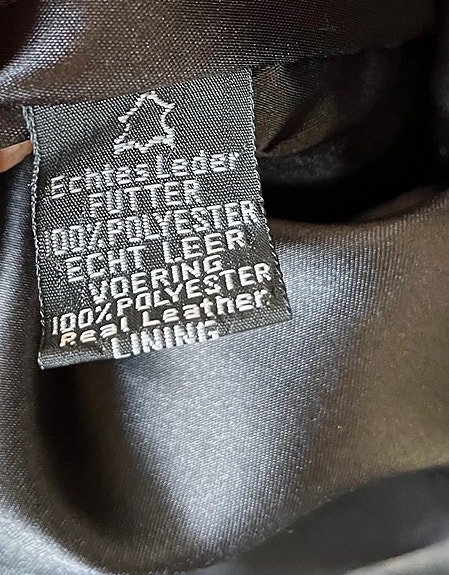 Echtes Leder
FUTTER
100% POLYESTER
ECHT LEER
VOERING
100% POLYESTER
Real Leather
LINING